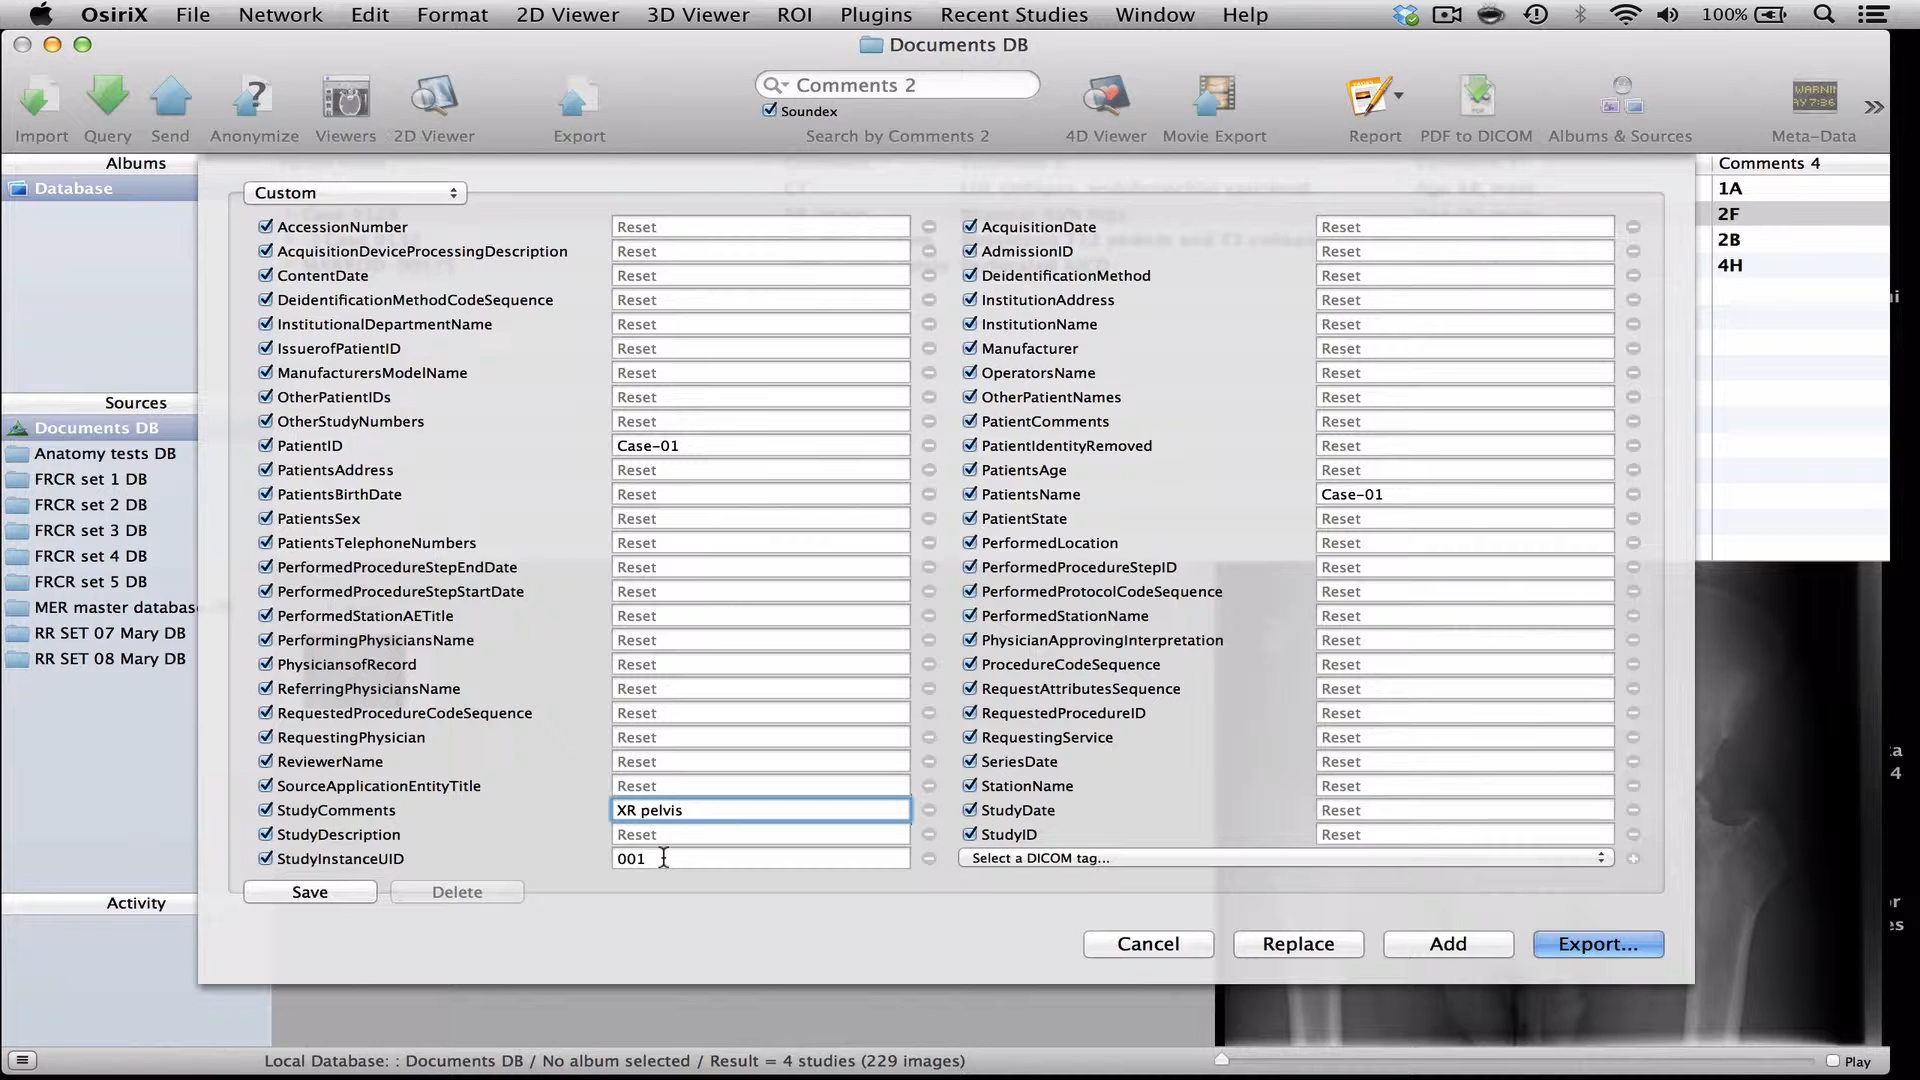 OsiriX File Network Edit Format 2D Viewer 3D Viewer ROI Plugins Recent Studies Window Help 100%
Documents DB
Comments 2
Soundex
Import Query Send Anonymize Viewers 2D Viewer Export Search by Comments 2 4D Viewer Movie Export Report PDF to DICOM Albums & Sources Meta-Data
Albums
Comments 4
Database
1A
2F
2B
4H
Custom
AccessionNumber Reset AcquisitionDate Reset
AcquisitionDeviceProcessingDescription Reset AdmissionID Reset
ContentDate Reset DeidentificationMethod Reset
DeidentificationMethodCodeSequence Reset InstitutionAddress Reset
InstitutionalDepartmentName Reset InstitutionName Reset
IssuerofPatientID Reset Manufacturer Reset
ManufacturersModelName Reset OperatorsName Reset
OtherPatientIDs Reset OtherPatientNames Reset
OtherStudyNumbers Reset PatientComments Reset
PatientID Case-01 PatientIdentityRemoved Reset
PatientsAddress Reset PatientsAge Reset
PatientsBirthDate Reset PatientsName Case-01
PatientsSex Reset PatientState Reset
PatientsTelephoneNumbers Reset PerformedLocation Reset
PerformedProcedureStepEndDate Reset PerformedProcedureStepID Reset
PerformedProcedureStepStartDate Reset PerformedProtocolCodeSequence Reset
PerformedStationAETitle Reset PerformedStationName Reset
PerformingPhysiciansName Reset PhysicianApprovingInterpretation Reset
PhysiciansofRecord Reset ProcedureCodeSequence Reset
ReferringPhysiciansName Reset RequestAttributesSequence Reset
RequestedProcedureCodeSequence Reset RequestedProcedureID Reset
RequestingPhysician Reset RequestingService Reset
ReviewerName Reset SeriesDate Reset
SourceApplicationEntityTitle Reset StationName Reset
StudyComments XR pelvis StudyDate Reset
StudyDescription Reset StudyID Reset
StudyInstanceUID 001 Select a DICOM tag...
Save Delete
Cancel Replace Add Export...
Sources
Documents DB
Anatomy tests DB
FRCR set 1 DB
FRCR set 2 DB
FRCR set 3 DB
FRCR set 4 DB
FRCR set 5 DB
MER master database
RR SET 07 Mary DB
RR SET 08 Mary DB
Activity
Local Database: : Documents DB / No album selected / Result = 4 studies (229 images)
Play